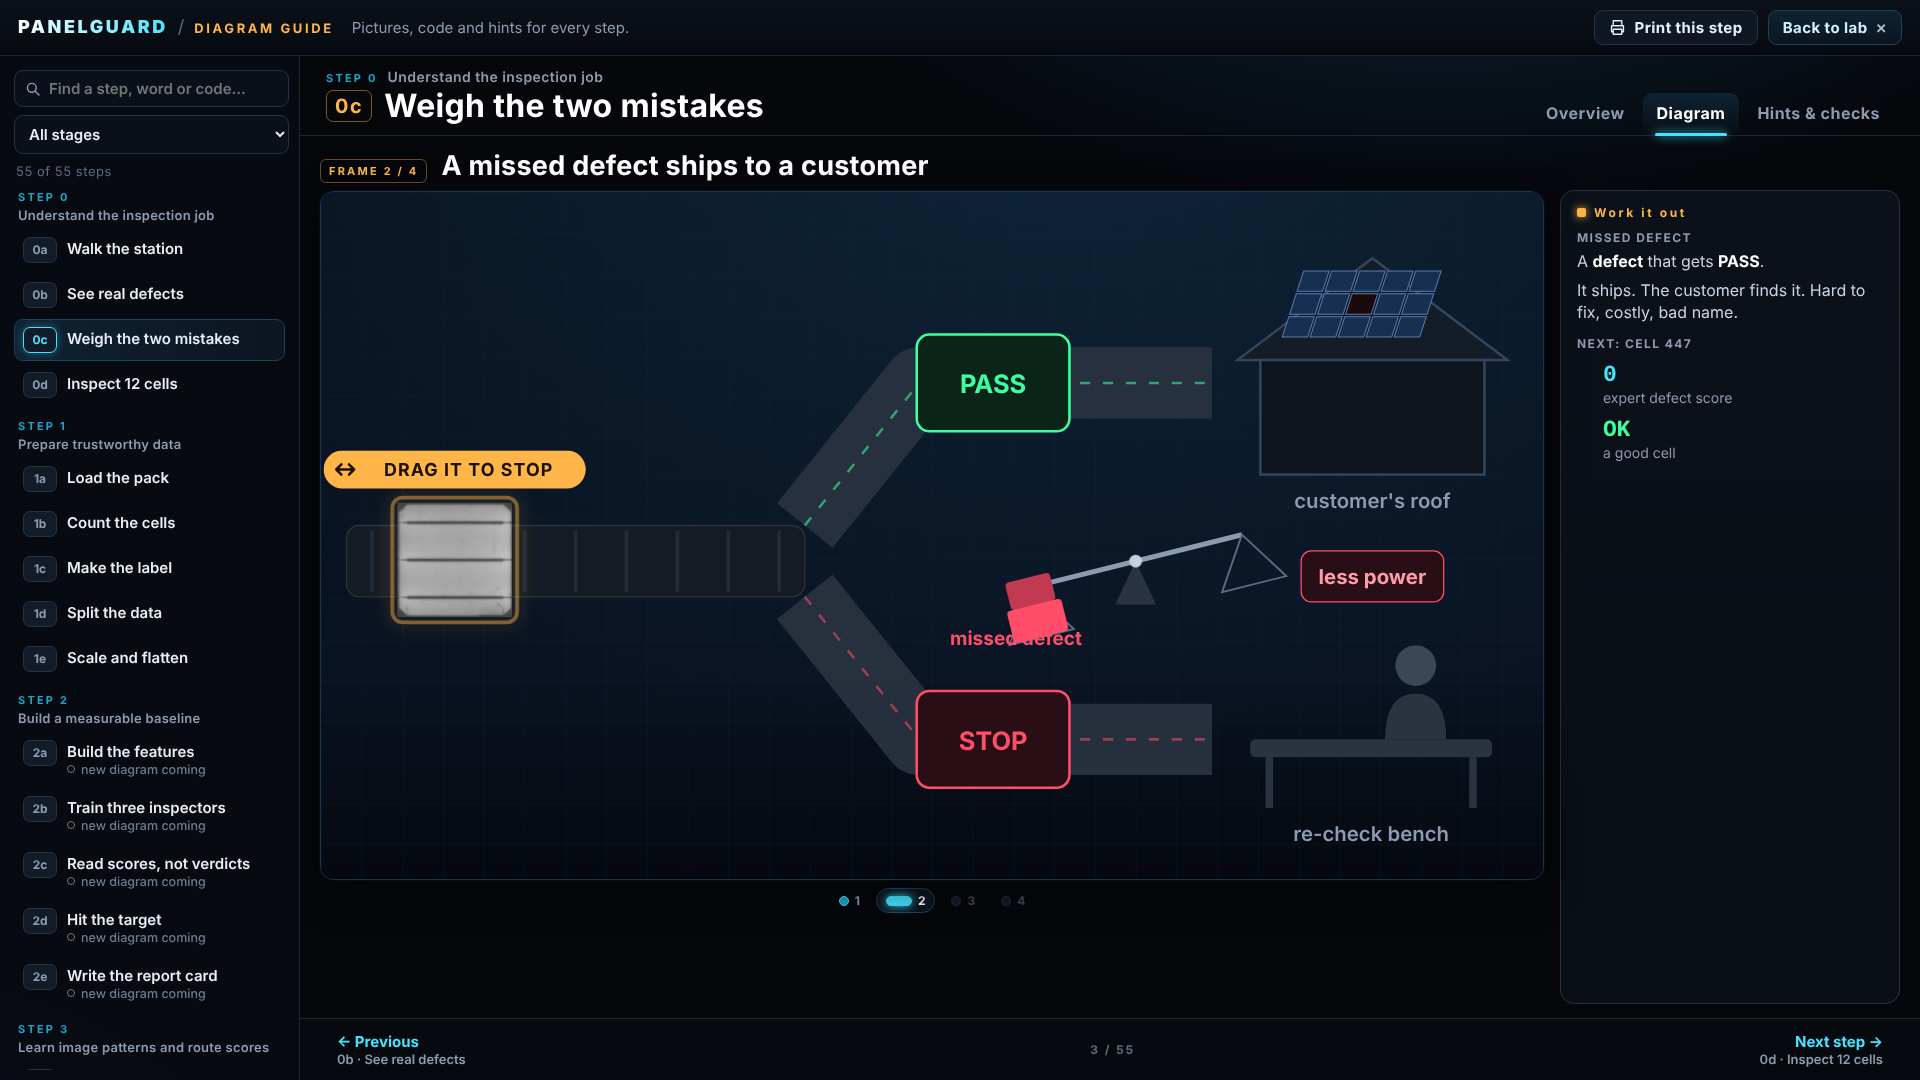 PANELGUARD / DIAGRAM GUIDE Pictures, code and hints for every step.
Print this step
Back to lab ×
Find a step, word or code...
All stages
55 of 55 steps
STEP 0
Understand the inspection job
0a Walk the station
0b See real defects
0c Weigh the two mistakes
0d Inspect 12 cells
STEP 1
Prepare trustworthy data
1a Load the pack
1b Count the cells
1c Make the label
1d Split the data
1e Scale and flatten
STEP 2
Build a measurable baseline
2a Build the features
new diagram coming
2b Train three inspectors
new diagram coming
2c Read scores, not verdicts
new diagram coming
2d Hit the target
new diagram coming
2e Write the report card
new diagram coming
STEP 3
Learn image patterns and route scores
STEP 0 Understand the inspection job
0c Weigh the two mistakes
Overview
Diagram
Hints & checks
FRAME 2 / 4 A missed defect ships to a customer
PASS
customer's roof
↔ DRAG IT TO STOP
less power
missed defect
STOP
re-check bench
1
2
3
4
Work it out
MISSED DEFECT
A defect that gets PASS.
It ships. The customer finds it. Hard to
fix, costly, bad name.
NEXT: CELL 447
0
expert defect score
OK
a good cell
← Previous
0b · See real defects
3 / 55
Next step →
0d · Inspect 12 cells